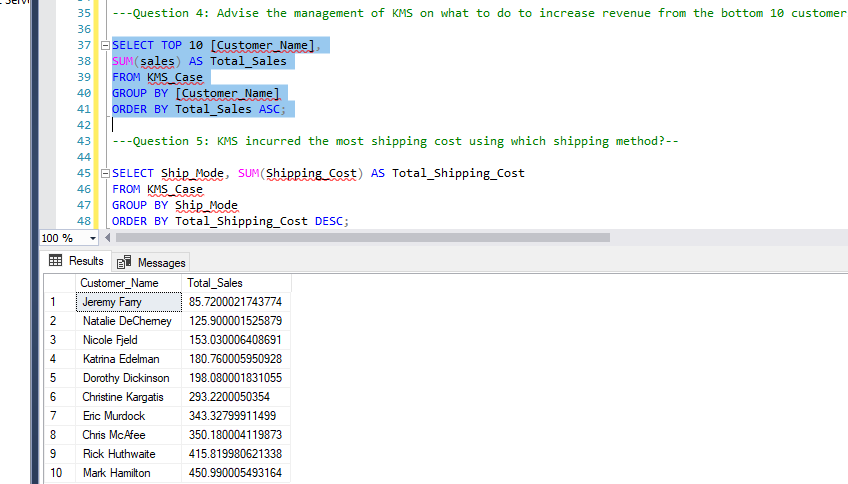 t Serv
35 ---Question 4: Advise the management of KMS on what to do to increase revenue from the bottom 10 customer
36
37 SELECT TOP 10 [Customer_Name],
38 SUM(sales) AS Total_Sales
39 FROM KMS_Case
40 GROUP BY [Customer_Name]
41 ORDER BY Total_Sales ASC;
42
43 ---Question 5: KMS incurred the most shipping cost using which shipping method?--
44
45 SELECT Ship_Mode, SUM(Shipping_Cost) AS Total_Shipping_Cost
46 FROM KMS_Case
47 GROUP BY Ship_Mode
48 ORDER BY Total_Shipping_Cost DESC;
100 %
Results Messages
Customer_Name Total_Sales
1 Jeremy Farry 85.7200021743774
2 Natalie DeCherney 125.900001525879
3 Nicole Fjeld 153.030006408691
4 Katrina Edelman 180.760005950928
5 Dorothy Dickinson 198.080001831055
6 Christine Kargatis 293.2200050354
7 Eric Murdock 343.32799911499
8 Chris McAfee 350.180004119873
9 Rick Huthwaite 415.819980621338
10 Mark Hamilton 450.990005493164